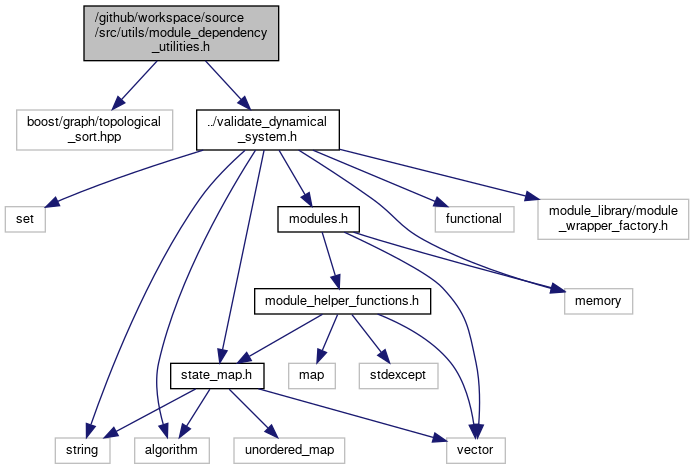 /github/workspace/source
/src/utils/module_dependency
_utilities.h
boost/graph/topological
_sort.hpp
../validate_dynamical
_system.h
set
modules.h
functional
module_library/module
_wrapper_factory.h
module_helper_functions.h
memory
state_map.h
map
stdexcept
string
algorithm
unordered_map
vector